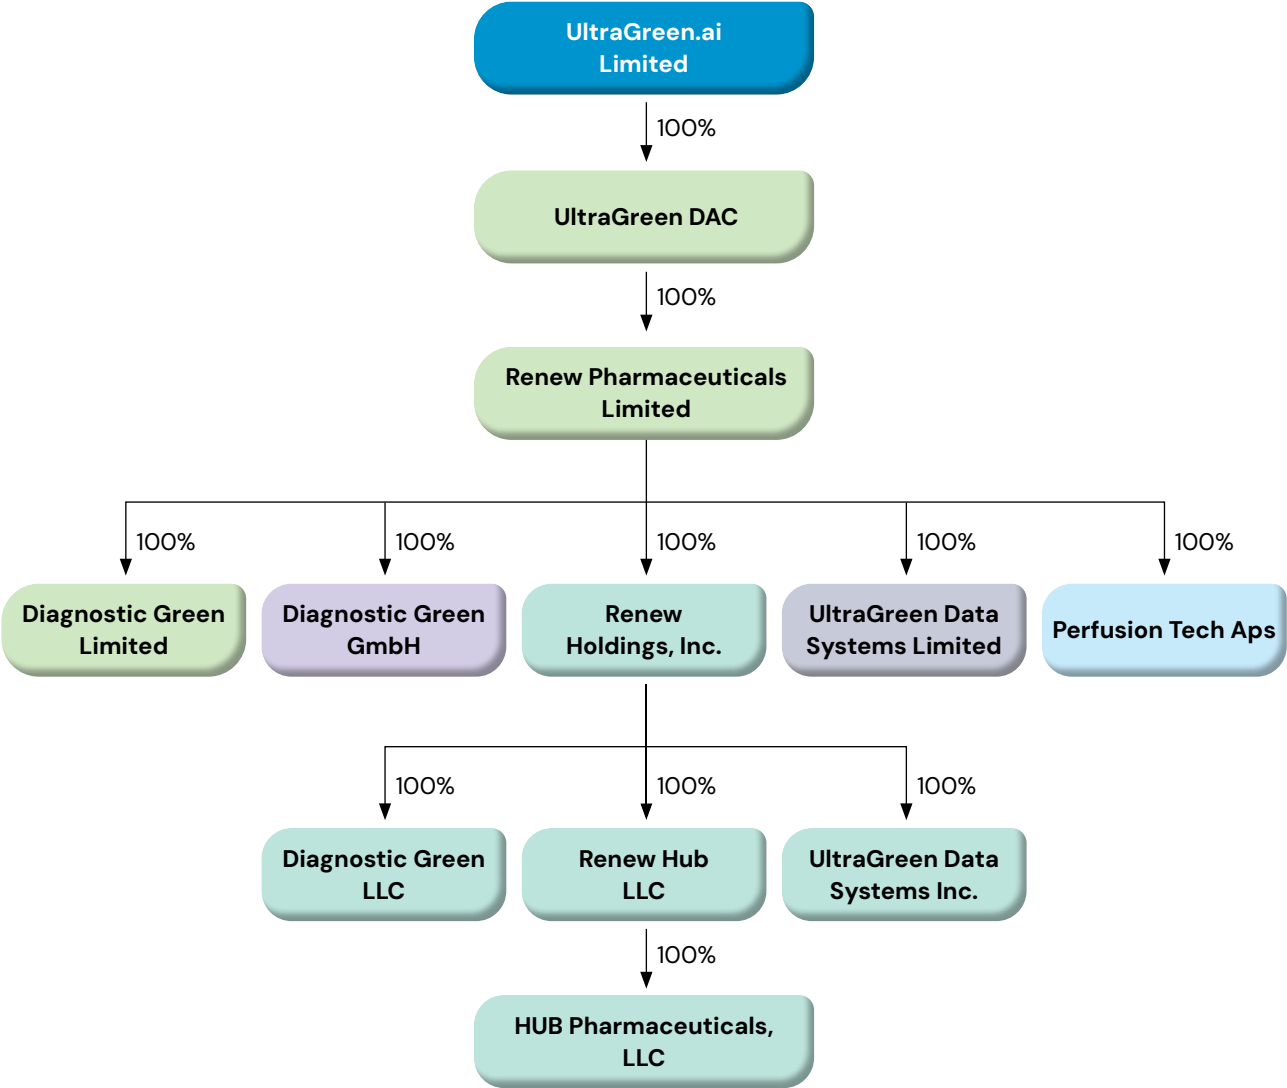 UltraGreen.ai
Limited
100%
UltraGreen DAC
100%
Renew Pharmaceuticals
Limited
100%
100%
100%
100%
100%
Diagnostic Green
Limited
Diagnostic Green
GmbH
Renew
Holdings, Inc.
UltraGreen Data
Systems Limited
Perfusion Tech Aps
100%
100%
100%
Diagnostic Green
LLC
Renew Hub
LLC
UltraGreen Data
Systems Inc.
100%
HUB Pharmaceuticals,
LLC